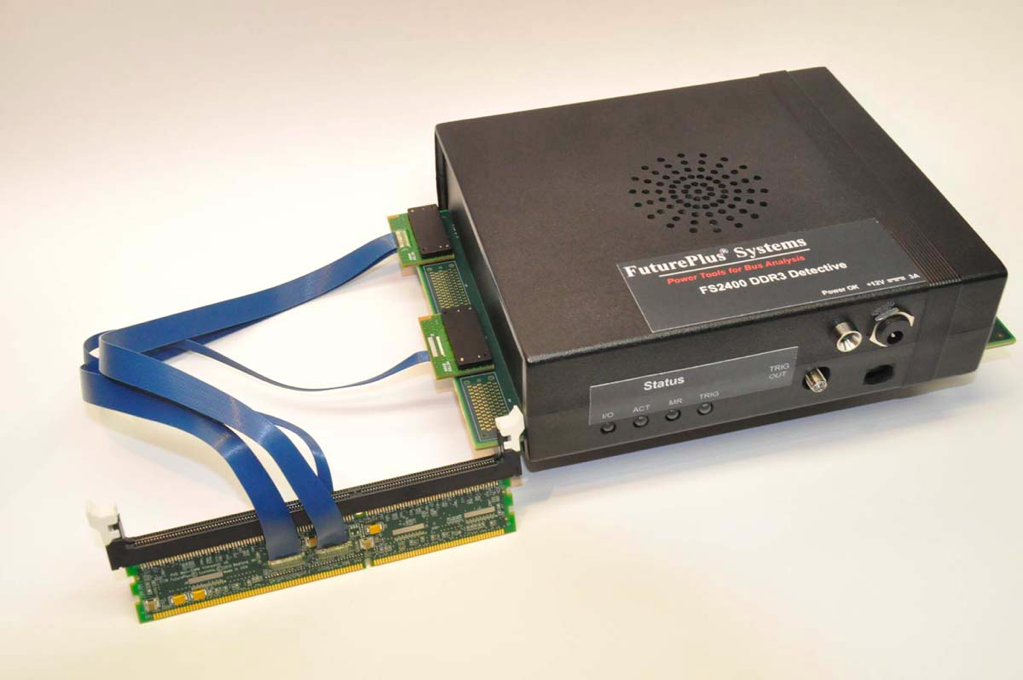 FuturePlus® Systems
Power Tools for Bus Analysis
FS2400 DDR3 Detective
Power OK +12V 3A
Status
TRIG OUT
I/O ACT MR TRIG